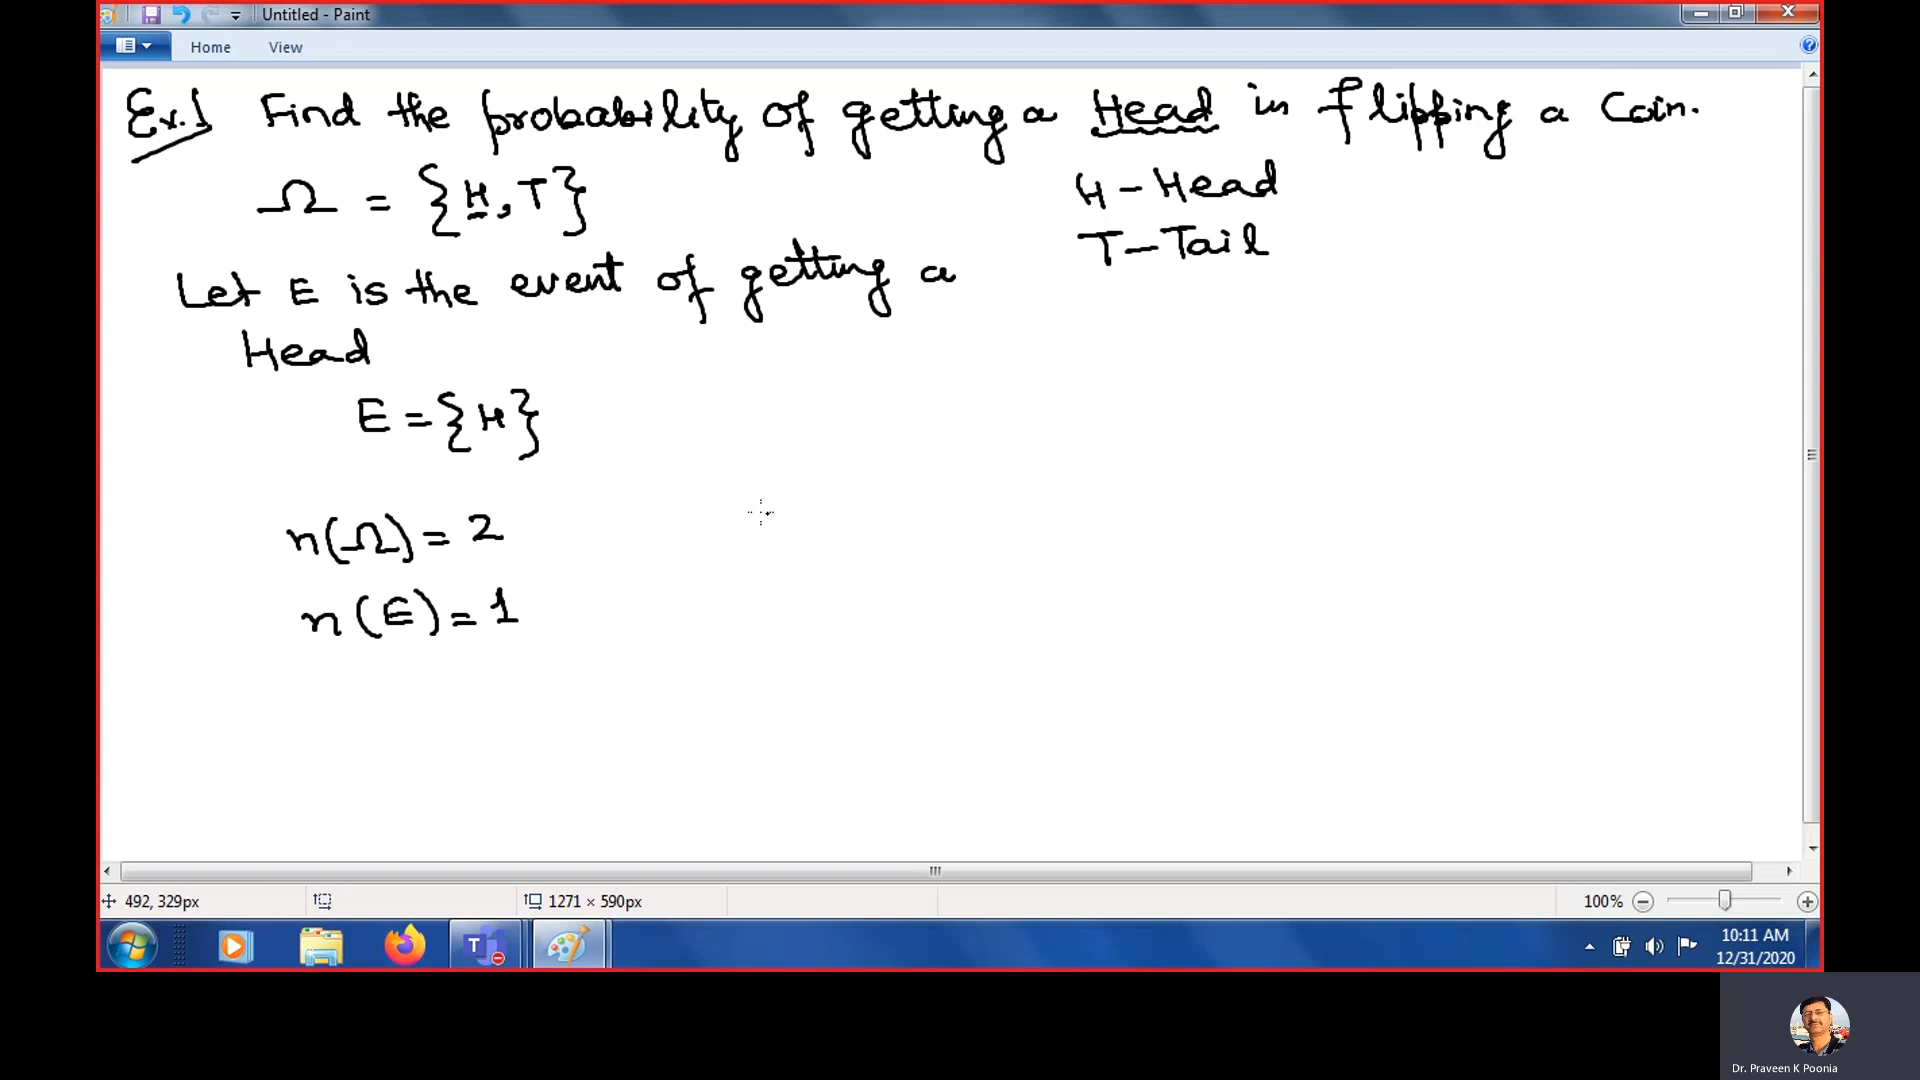 Untitled - Paint
Home View
Ex.1 Find the probability of getting a Head in flipping a Coin.
Ω = {H, T}
H - Head
T - Tail
Let E is the event of getting a
Head
E = {H}
n(Ω) = 2
n(E) = 1
492, 329px
1271 × 590px
100%
10:11 AM
12/31/2020
Dr. Praveen K Poonia